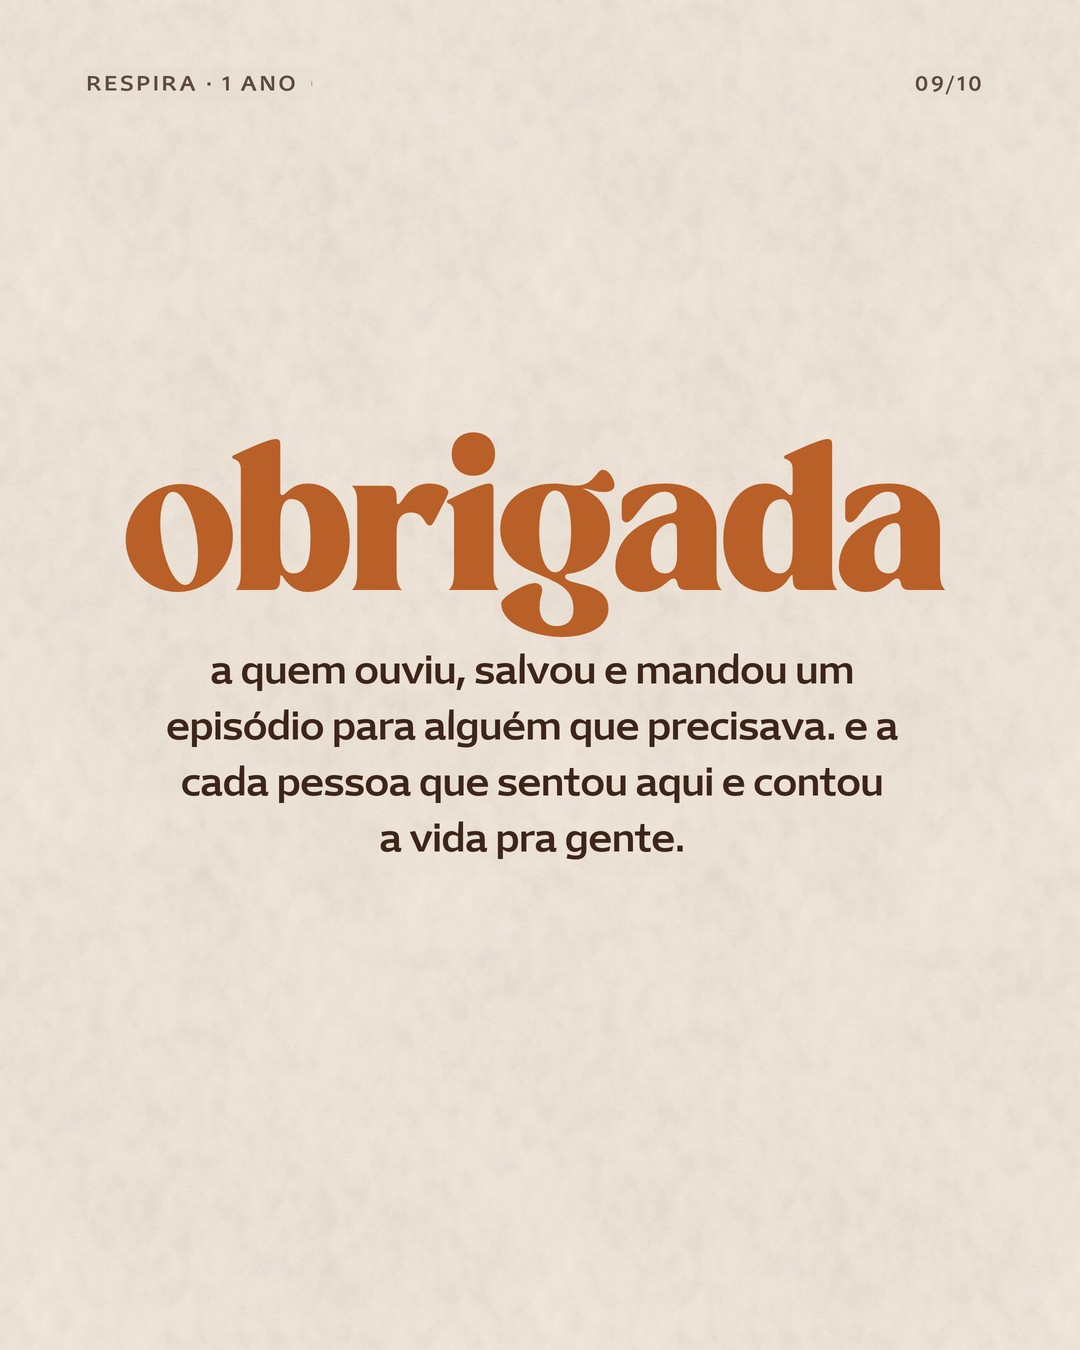 RESPIRA · 1 ANO
09/10
obrigada
a quem ouviu, salvou e mandou um
episódio para alguém que precisava. e a
cada pessoa que sentou aqui e contou
a vida pra gente.